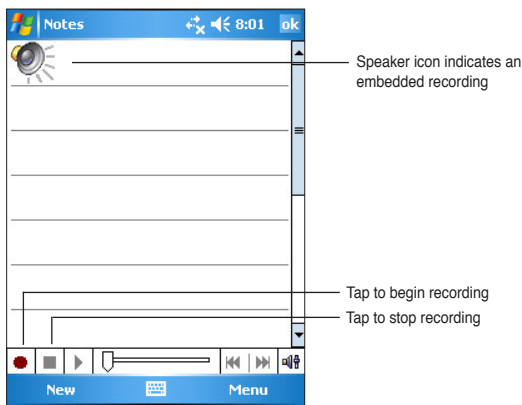 Notes 8:01 ok
Speaker icon indicates an
embedded recording
Tap to begin recording
Tap to stop recording
New Menu